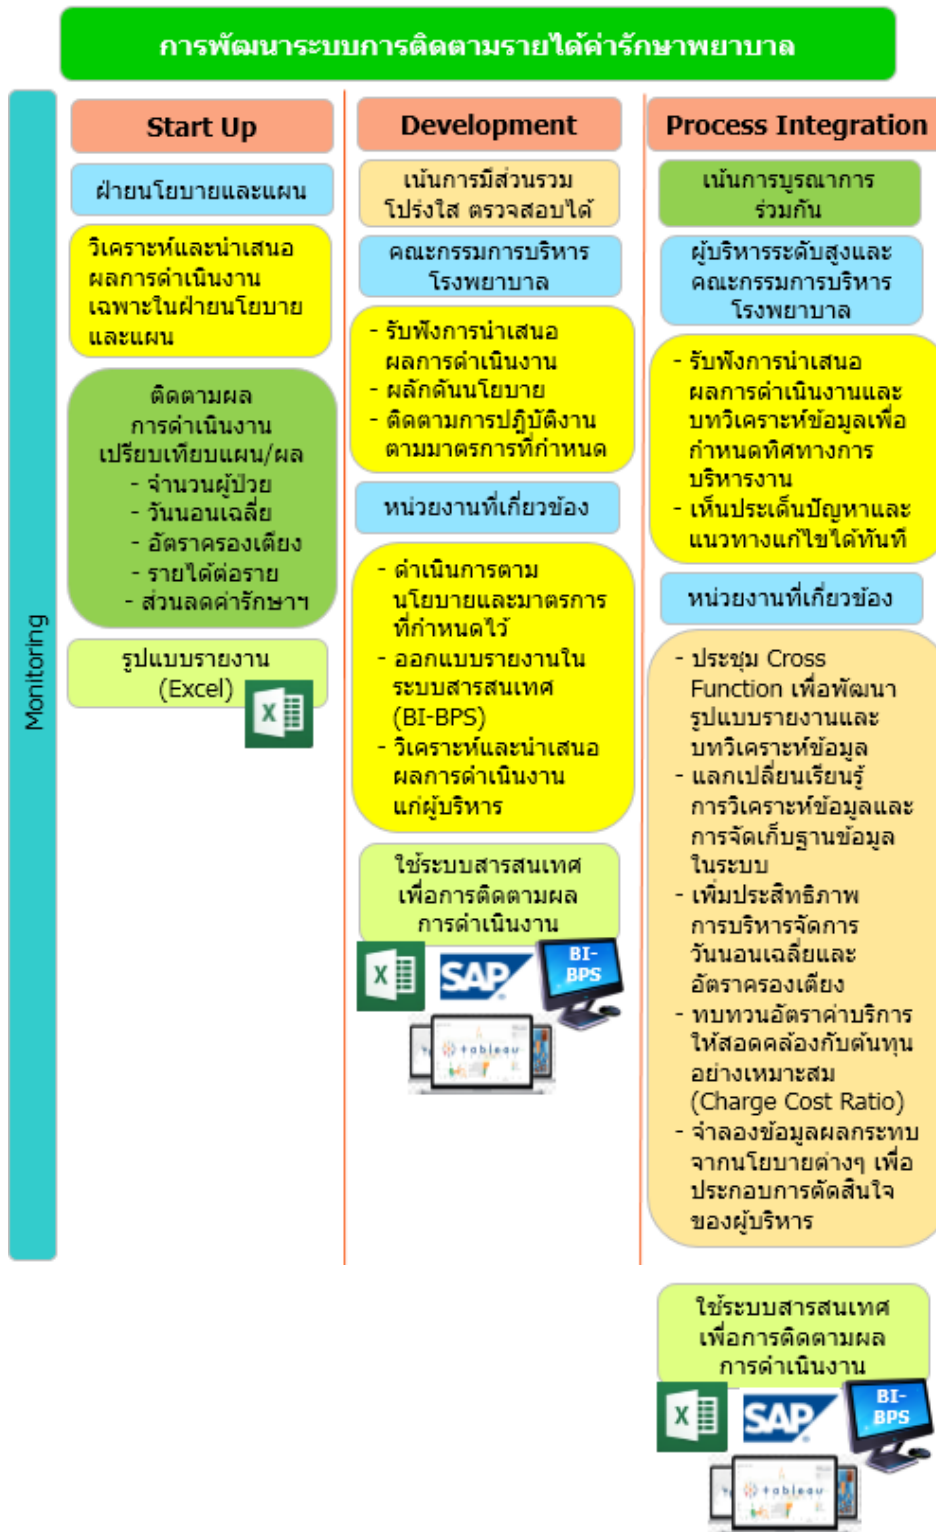 การพัฒนาระบบการติดตามรายได้ค่ารักษาพยาบาล
Monitoring
Start Up
ฝ่ายนโยบายและแผน
วิเคราะห์และนำเสนอ
ผลการดำเนินงาน
เฉพาะในฝ่ายนโยบาย
และแผน
ติดตามผล
การดำเนินงาน
เปรียบเทียบแผน/ผล
- จำนวนผู้ป่วย
- วันนอนเฉลี่ย
- อัตราครองเตียง
- รายได้ต่อราย
- ส่วนลดค่ารักษาฯ
รูปแบบรายงาน
(Excel)
X
Development
เน้นการมีส่วนรวม
โปร่งใส ตรวจสอบได้
คณะกรรมการบริหาร
โรงพยาบาล
- รับฟังการนำเสนอ
ผลการดำเนินงาน
- ผลักดันนโยบาย
- ติดตามการปฏิบัติงาน
ตามมาตรการที่กำหนด
หน่วยงานที่เกี่ยวข้อง
- ดำเนินการตาม
นโยบายและมาตรการ
ที่กำหนดไว้
- ออกแบบรายงานใน
ระบบสารสนเทศ
(BI-BPS)
- วิเคราะห์และนำเสนอ
ผลการดำเนินงาน
แก่ผู้บริหาร
ใช้ระบบสารสนเทศ
เพื่อการติดตามผล
การดำเนินงาน
X
SAP
BI-
BPS
tableau
Process Integration
เน้นการบูรณาการ
ร่วมกัน
ผู้บริหารระดับสูงและ
คณะกรรมการบริหาร
โรงพยาบาล
- รับฟังการนำเสนอ
ผลการดำเนินงานและ
บทวิเคราะห์ข้อมูลเพื่อ
กำหนดทิศทางการ
บริหารงาน
- เห็นประเด็นปัญหาและ
แนวทางแก้ไขได้ทันที
หน่วยงานที่เกี่ยวข้อง
- ประชุม Cross
Function เพื่อพัฒนา
รูปแบบรายงานและ
บทวิเคราะห์ข้อมูล
- แลกเปลี่ยนเรียนรู้
การวิเคราะห์ข้อมูลและ
การจัดเก็บฐานข้อมูล
ในระบบ
- เพิ่มประสิทธิภาพ
การบริหารจัดการ
วันนอนเฉลี่ยและ
อัตราครองเตียง
- ทบทวนอัตราค่าบริการ
ให้สอดคล้องกับต้นทุน
อย่างเหมาะสม
(Charge Cost Ratio)
- จำลองข้อมูลผลกระทบ
จากนโยบายต่างๆ เพื่อ
ประกอบการตัดสินใจ
ของผู้บริหาร
ใช้ระบบสารสนเทศ
เพื่อการติดตามผล
การดำเนินงาน
X
SAP
BI-
BPS
tableau